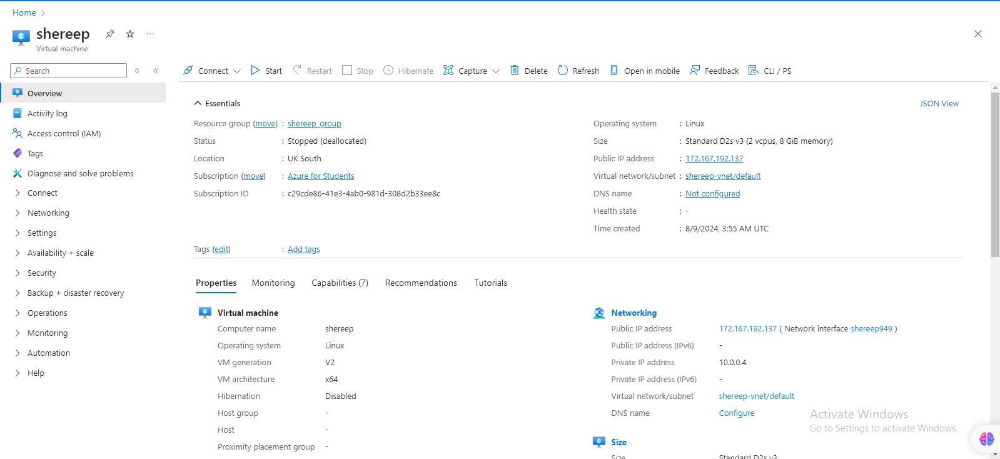 Home
shereep
Virtual machine
Search
Connect
Start
Restart
Stop
Hibernate
Capture
Delete
Refresh
Open in mobile
Feedback
CLI / PS
Overview
Activity log
Access control (IAM)
Tags
Diagnose and solve problems
Connect
Networking
Settings
Availability + scale
Security
Backup + disaster recovery
Operations
Monitoring
Automation
Help
Essentials
JSON View
Resource group (move) : shereep_group
Status : Stopped (deallocated)
Location : UK South
Subscription (move) : Azure for Students
Subscription ID : c29cde86-41e3-4ab0-981d-308d2b33ee8c
Operating system : Linux
Size : Standard D2s v3 (2 vcpus, 8 GiB memory)
Public IP address : 172.167.192.137
Virtual network/subnet : shereep-vnet/default
DNS name : Not configured
Health state : -
Time created : 8/9/2024, 3:55 AM UTC
Tags (edit) : Add tags
Properties
Monitoring
Capabilities (7)
Recommendations
Tutorials
Virtual machine
Computer name shereep
Operating system Linux
VM generation V2
VM architecture x64
Hibernation Disabled
Host group -
Host -
Proximity placement group -
Networking
Public IP address 172.167.192.137 ( Network interface shereep949 )
Public IP address (IPv6) -
Private IP address 10.0.0.4
Private IP address (IPv6) -
Virtual network/subnet shereep-vnet/default
DNS name Configure
Size
Size Standard D2s v3
Activate Windows
Go to Settings to activate Windows.